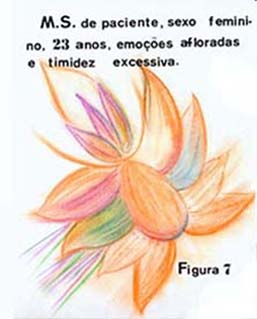 M.S. de paciente, sexo femini-
no, 23 anos, emoções afloradas
e timidez excessiva.
Figura 7